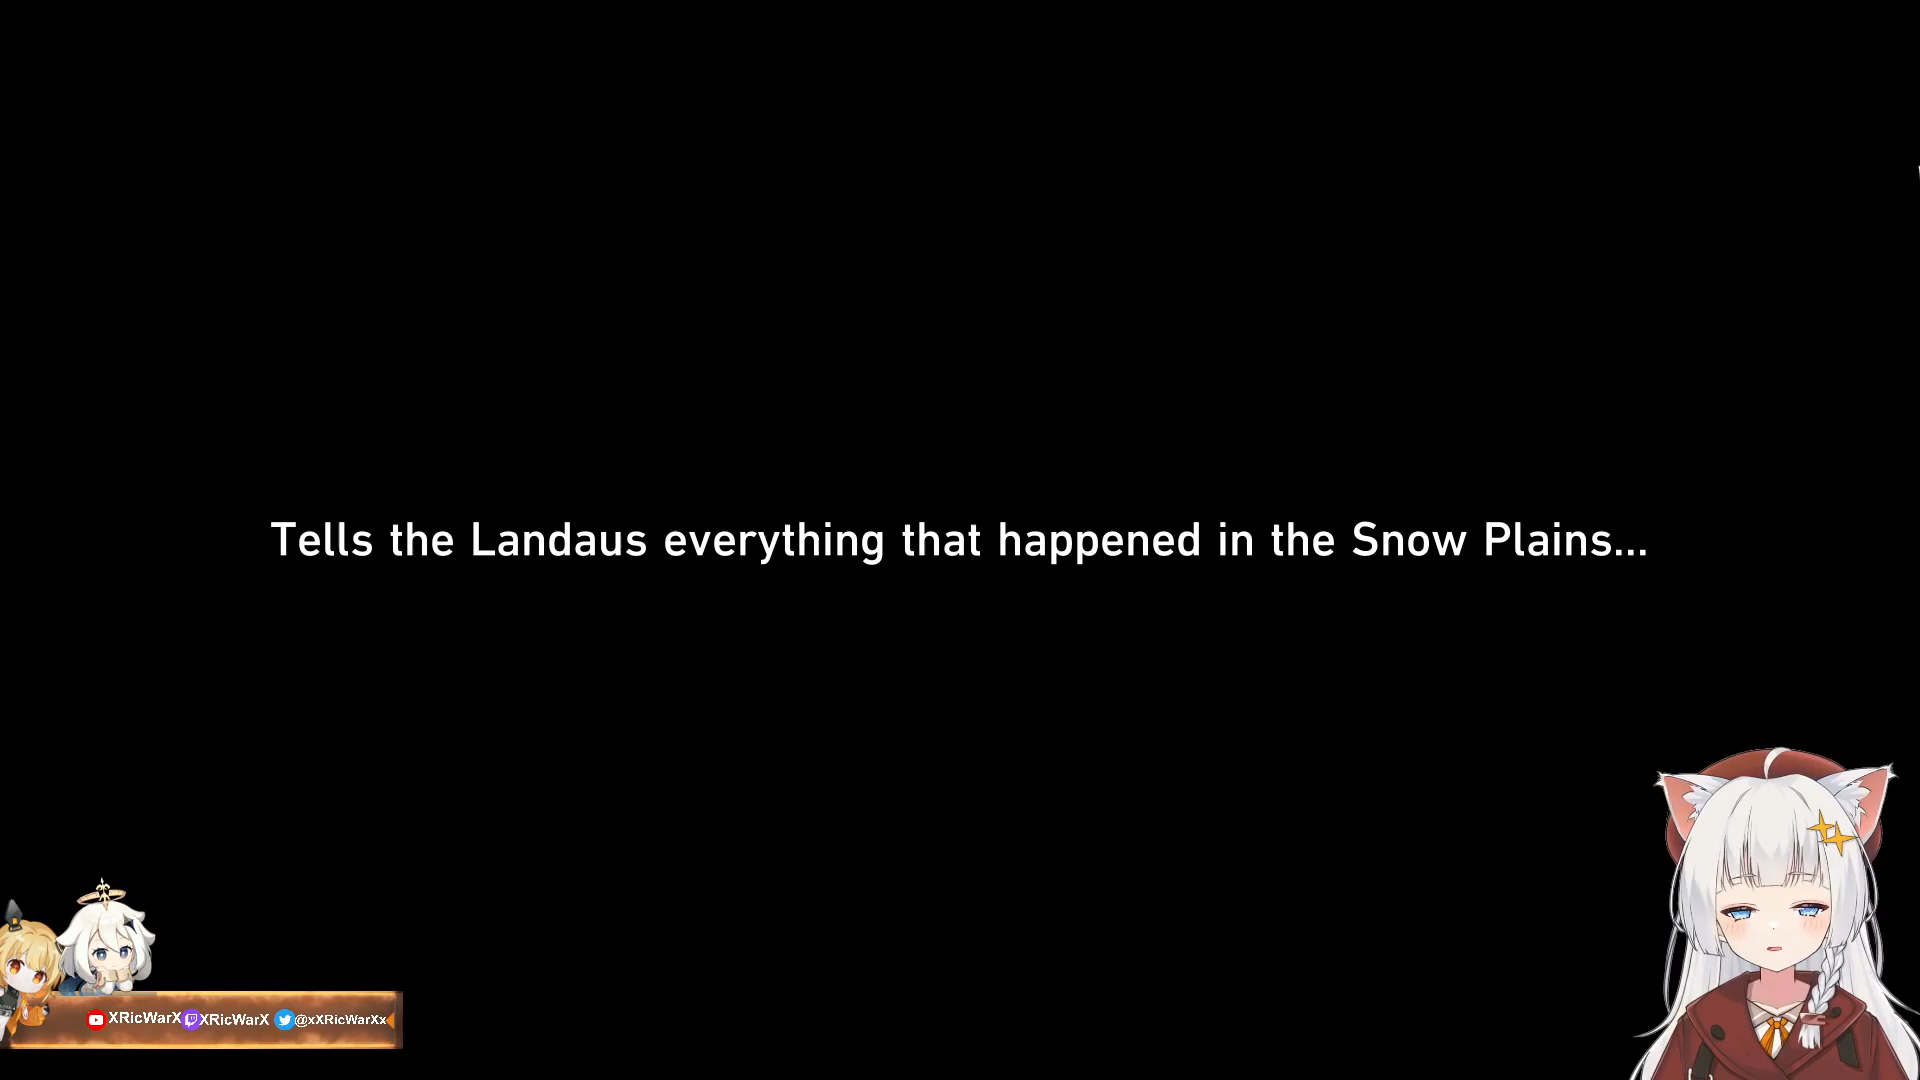 Tells the Landaus everything that happened in the Snow Plains...
XRicWarX XRicWarX @xXRicWarXx